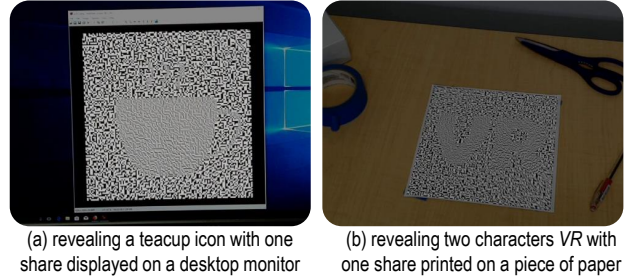 VR
(a) revealing a teacup icon with one
share displayed on a desktop monitor
(b) revealing two characters VR with
one share printed on a piece of paper